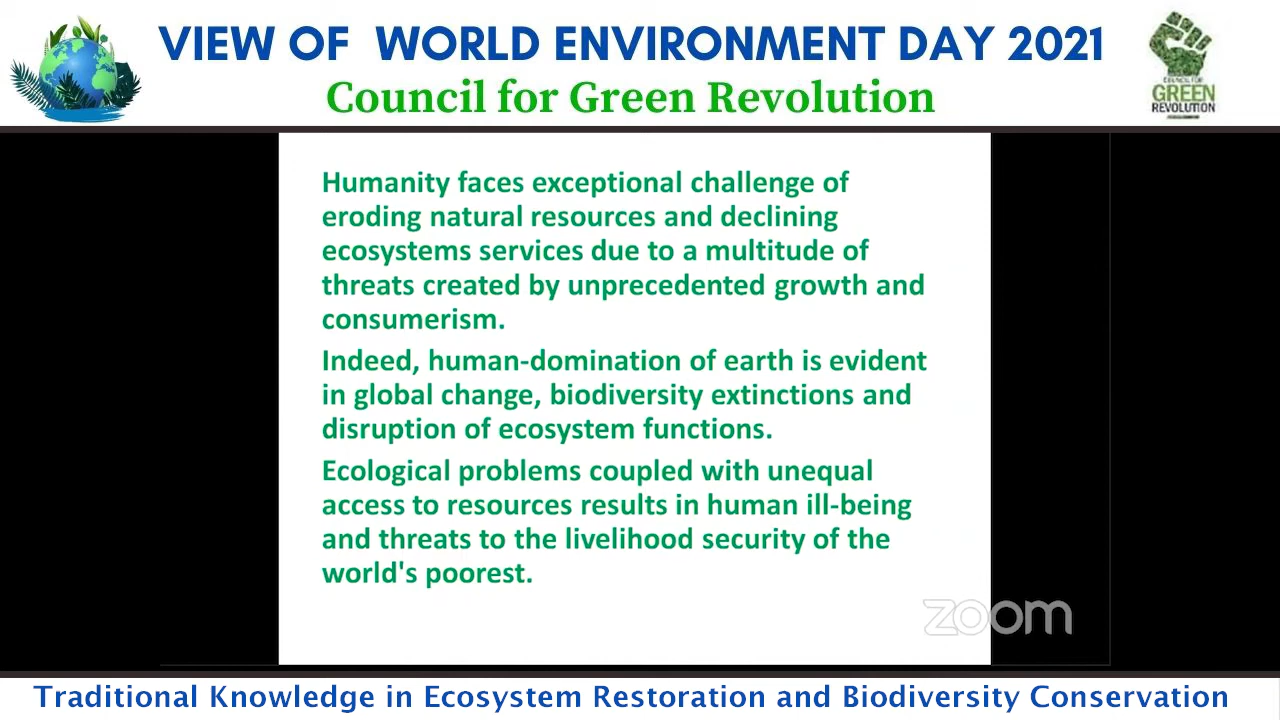 VIEW OF WORLD ENVIRONMENT DAY 2021
Council for Green Revolution
COUNCIL FOR
GREEN
REVOLUTION
Humanity faces exceptional challenge of
eroding natural resources and declining
ecosystems services due to a multitude of
threats created by unprecedented growth and
consumerism.
Indeed, human-domination of earth is evident
in global change, biodiversity extinctions and
disruption of ecosystem functions.
Ecological problems coupled with unequal
access to resources results in human ill-being
and threats to the livelihood security of the
world's poorest.
zoom
Traditional Knowledge in Ecosystem Restoration and Biodiversity Conservation